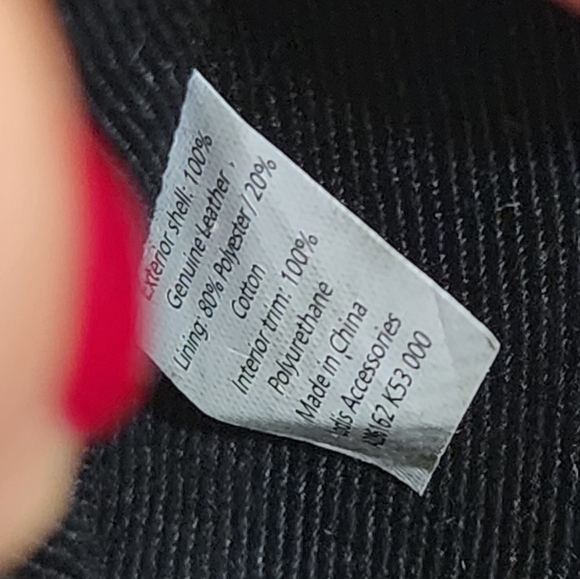 Exterior shell: 100%
Genuine Leather,
Lining: 80% Polyester / 20%
Cotton
Interior trim: 100%
Polyurethane
Made in China
Accessories
K53 000